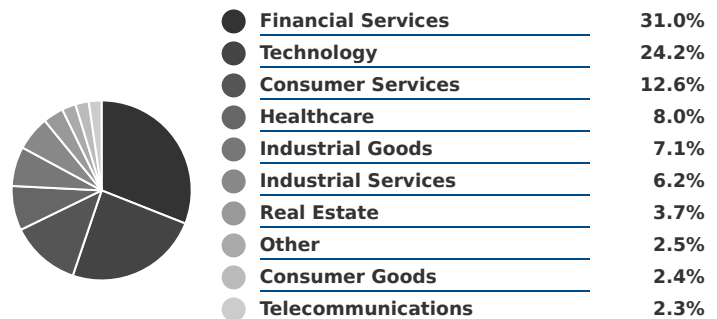 Financial Services 31.0%
Technology 24.2%
Consumer Services 12.6%
Healthcare 8.0%
Industrial Goods 7.1%
Industrial Services 6.2%
Real Estate 3.7%
Other 2.5%
Consumer Goods 2.4%
Telecommunications 2.3%